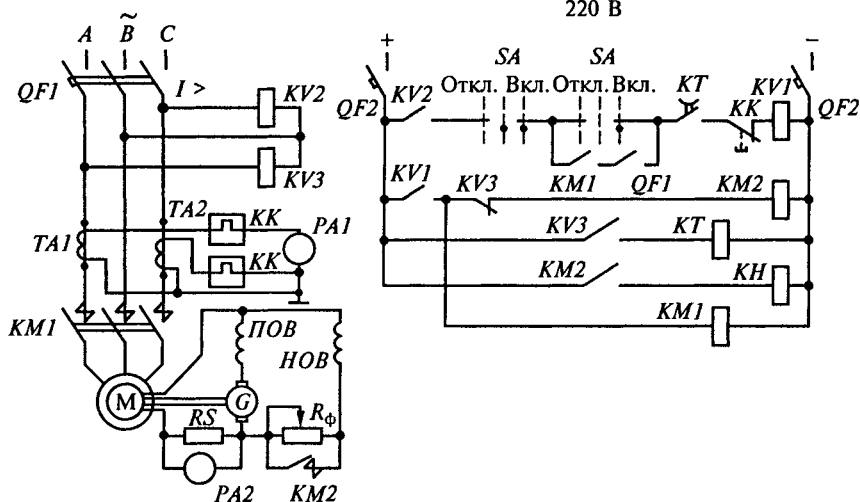 220 В
A B̃ C
+ −
SA SA
QF1
I >
KV2
QF2
KV2
Откл. Вкл. Откл. Вкл.
KT
KK
KV1
QF2
KV3
KM1
QF1
KV1
KV3
KM2
TA2
KK
PA1
TA1
KK
KV3
KT
KM2
KH
KM1
KM1
ПОВ
НОВ
M
G
RS
Rф
PA2
KM2